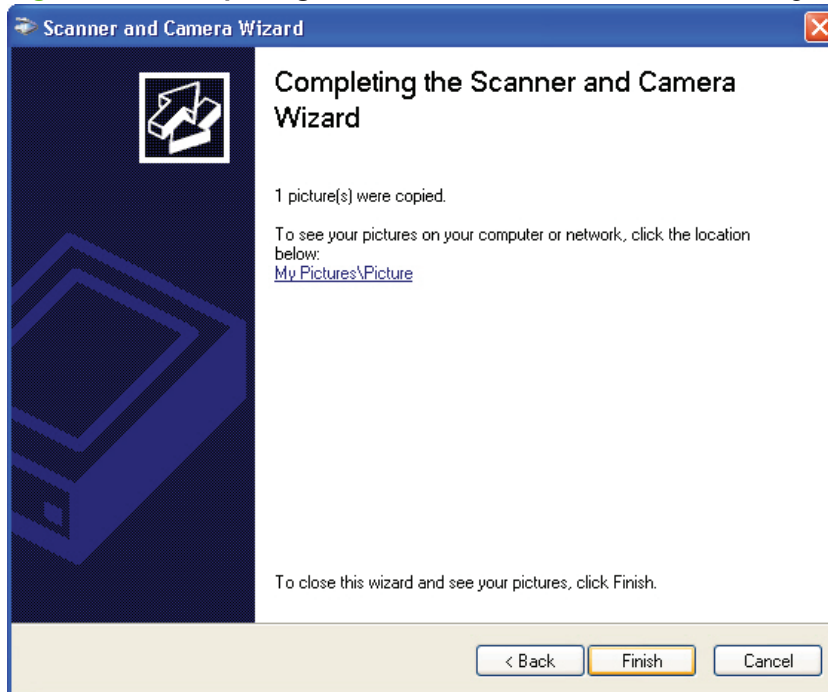 Scanner and Camera Wizard
Completing the Scanner and Camera
Wizard
1 picture(s) were copied.
To see your pictures on your computer or network, click the location
below:
My Pictures\Picture
To close this wizard and see your pictures, click Finish.
< Back
Finish
Cancel